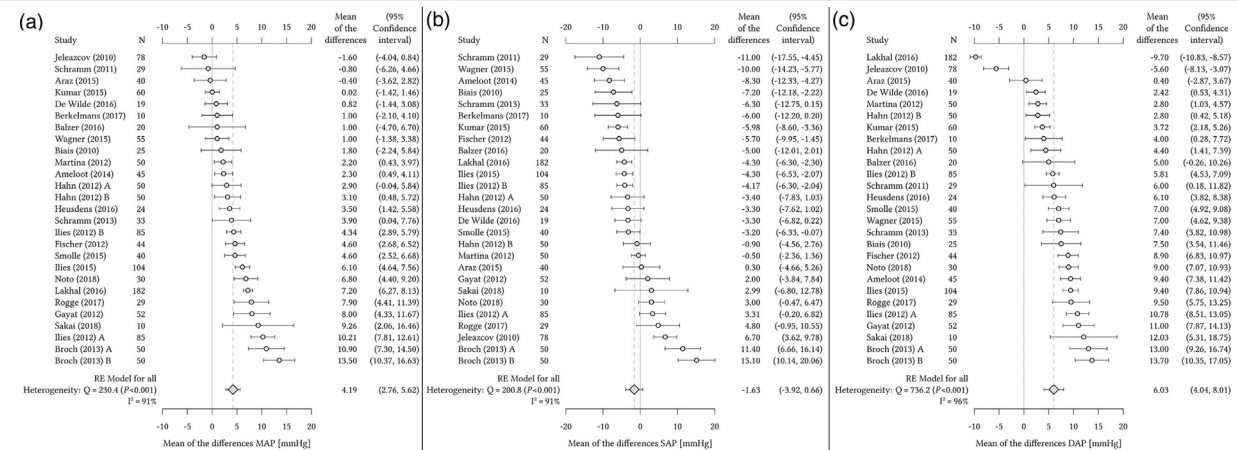 (a)
-10 -5 0 5 10 15 20
Mean of the differences (95% Confidence interval)
Study N
Jeleazcov (2010) 78 -1.60 (-4.04, 0.84)
Schramm (2011) 29 -0.80 (-6.26, 4.66)
Araz (2015) 40 -0.40 (-3.62, 2.82)
Kumar (2015) 60 0.02 (-1.42, 1.46)
De Wilde (2016) 19 0.82 (-1.44, 3.08)
Berkelmans (2017) 10 1.00 (-2.10, 4.10)
Balzer (2016) 20 1.00 (-4.70, 6.70)
Wagner (2015) 55 1.00 (-1.38, 3.38)
Biais (2010) 25 1.80 (-2.24, 5.84)
Martina (2012) 50 2.20 (0.43, 3.97)
Ameloot (2014) 45 2.30 (0.49, 4.11)
Hahn (2012) A 50 2.90 (-0.04, 5.84)
Hahn (2012) B 50 3.10 (0.48, 5.72)
Heusdens (2016) 24 3.50 (1.42, 5.58)
Schramm (2013) 33 3.90 (0.04, 7.76)
Ilies (2012) B 85 4.34 (2.89, 5.79)
Fischer (2012) 44 4.60 (2.68, 6.52)
Smolle (2015) 40 4.60 (2.52, 6.68)
Ilies (2015) 104 6.10 (4.64, 7.56)
Noto (2018) 30 6.80 (4.40, 9.20)
Lakhal (2016) 182 7.20 (6.27, 8.13)
Rogge (2017) 29 7.90 (4.41, 11.39)
Gayat (2012) 52 8.00 (4.33, 11.67)
Sakai (2018) 10 9.26 (2.06, 16.46)
Ilies (2012) A 85 10.21 (7.81, 12.61)
Broch (2013) A 50 10.90 (7.30, 14.50)
Broch (2013) B 50 13.50 (10.37, 16.63)
RE Model for all
Heterogeneity: Q = 230.4 (P<0.001) 4.19 (2.76, 5.62)
I² = 91%
-10 -5 0 5 10 15 20
Mean of the differences MAP [mmHg]
(b)
-20 -10 0 10 20
Mean of the differences (95% Confidence interval)
Study N
Schramm (2011) 29 -11.00 (-17.55, -4.45)
Wagner (2015) 55 -10.00 (-14.23, -5.77)
Ameloot (2014) 45 -8.30 (-12.33, -4.27)
Biais (2010) 25 -7.20 (-12.18, -2.22)
Schramm (2013) 33 -6.30 (-12.75, 0.15)
Berkelmans (2017) 10 -6.00 (-12.20, 0.20)
Kumar (2015) 60 -5.98 (-8.60, -3.36)
Fischer (2012) 44 -5.70 (-9.95, -1.45)
Balzer (2016) 20 -5.00 (-12.01, 2.01)
Lakhal (2016) 182 -4.30 (-6.30, -2.30)
Ilies (2015) 104 -4.30 (-6.53, -2.07)
Ilies (2012) B 85 -4.17 (-6.30, -2.04)
Hahn (2012) A 50 -3.40 (-7.83, 1.03)
Heusdens (2016) 24 -3.30 (-7.62, 1.02)
De Wilde (2016) 19 -3.30 (-6.82, 0.22)
Smolle (2015) 40 -3.20 (-6.33, -0.07)
Hahn (2012) B 50 -0.90 (-4.56, 2.76)
Martina (2012) 50 -0.50 (-2.36, 1.36)
Araz (2015) 40 0.30 (-4.66, 5.26)
Gayat (2012) 52 2.00 (-3.84, 7.84)
Sakai (2018) 10 2.99 (-6.80, 12.78)
Noto (2018) 30 3.00 (-0.47, 6.47)
Ilies (2012) A 85 3.31 (-0.20, 6.82)
Rogge (2017) 29 4.80 (-0.95, 10.55)
Jeleazcov (2010) 78 6.70 (3.62, 9.78)
Broch (2013) A 50 11.40 (6.66, 16.14)
Broch (2013) B 50 15.10 (10.14, 20.06)
RE Model for all
Heterogeneity: Q = 200.8 (P<0.001) -1.63 (-3.92, 0.66)
I² = 91%
-20 -10 0 10 20
Mean of the differences SAP [mmHg]
(c)
-10 -5 0 5 10 15 20
Mean of the differences (95% Confidence interval)
Study N
Lakhal (2016) 182 -9.70 (-10.83, -8.57)
Jeleazcov (2010) 78 -5.60 (-8.13, -3.07)
Araz (2015) 40 0.40 (-2.87, 3.67)
De Wilde (2016) 19 2.42 (0.53, 4.31)
Martina (2012) 50 2.80 (1.03, 4.57)
Hahn (2012) B 50 2.80 (0.42, 5.18)
Kumar (2015) 60 3.72 (2.18, 5.26)
Berkelmans (2017) 10 4.00 (0.28, 7.72)
Hahn (2012) A 50 4.40 (1.41, 7.39)
Balzer (2016) 20 5.00 (-0.26, 10.26)
Ilies (2012) B 85 5.81 (4.53, 7.09)
Schramm (2011) 29 6.00 (0.18, 11.82)
Heusdens (2016) 24 6.10 (3.82, 8.38)
Smolle (2015) 40 7.00 (4.92, 9.08)
Wagner (2015) 55 7.00 (4.62, 9.38)
Schramm (2013) 33 7.40 (3.82, 10.98)
Biais (2010) 25 7.50 (3.54, 11.46)
Fischer (2012) 44 8.90 (6.83, 10.97)
Noto (2018) 30 9.00 (7.07, 10.93)
Ameloot (2014) 45 9.40 (7.38, 11.42)
Ilies (2015) 104 9.40 (7.86, 10.94)
Rogge (2017) 29 9.50 (5.75, 13.25)
Ilies (2012) A 85 10.78 (8.51, 13.05)
Gayat (2012) 52 11.00 (7.87, 14.13)
Sakai (2018) 10 12.03 (5.31, 18.75)
Broch (2013) A 50 13.00 (9.26, 16.74)
Broch (2013) B 50 13.70 (10.35, 17.05)
RE Model for all
Heterogeneity: Q = 736.2 (P<0.001) 6.03 (4.04, 8.01)
I² = 96%
-10 -5 0 5 10 15 20
Mean of the differences DAP [mmHg]